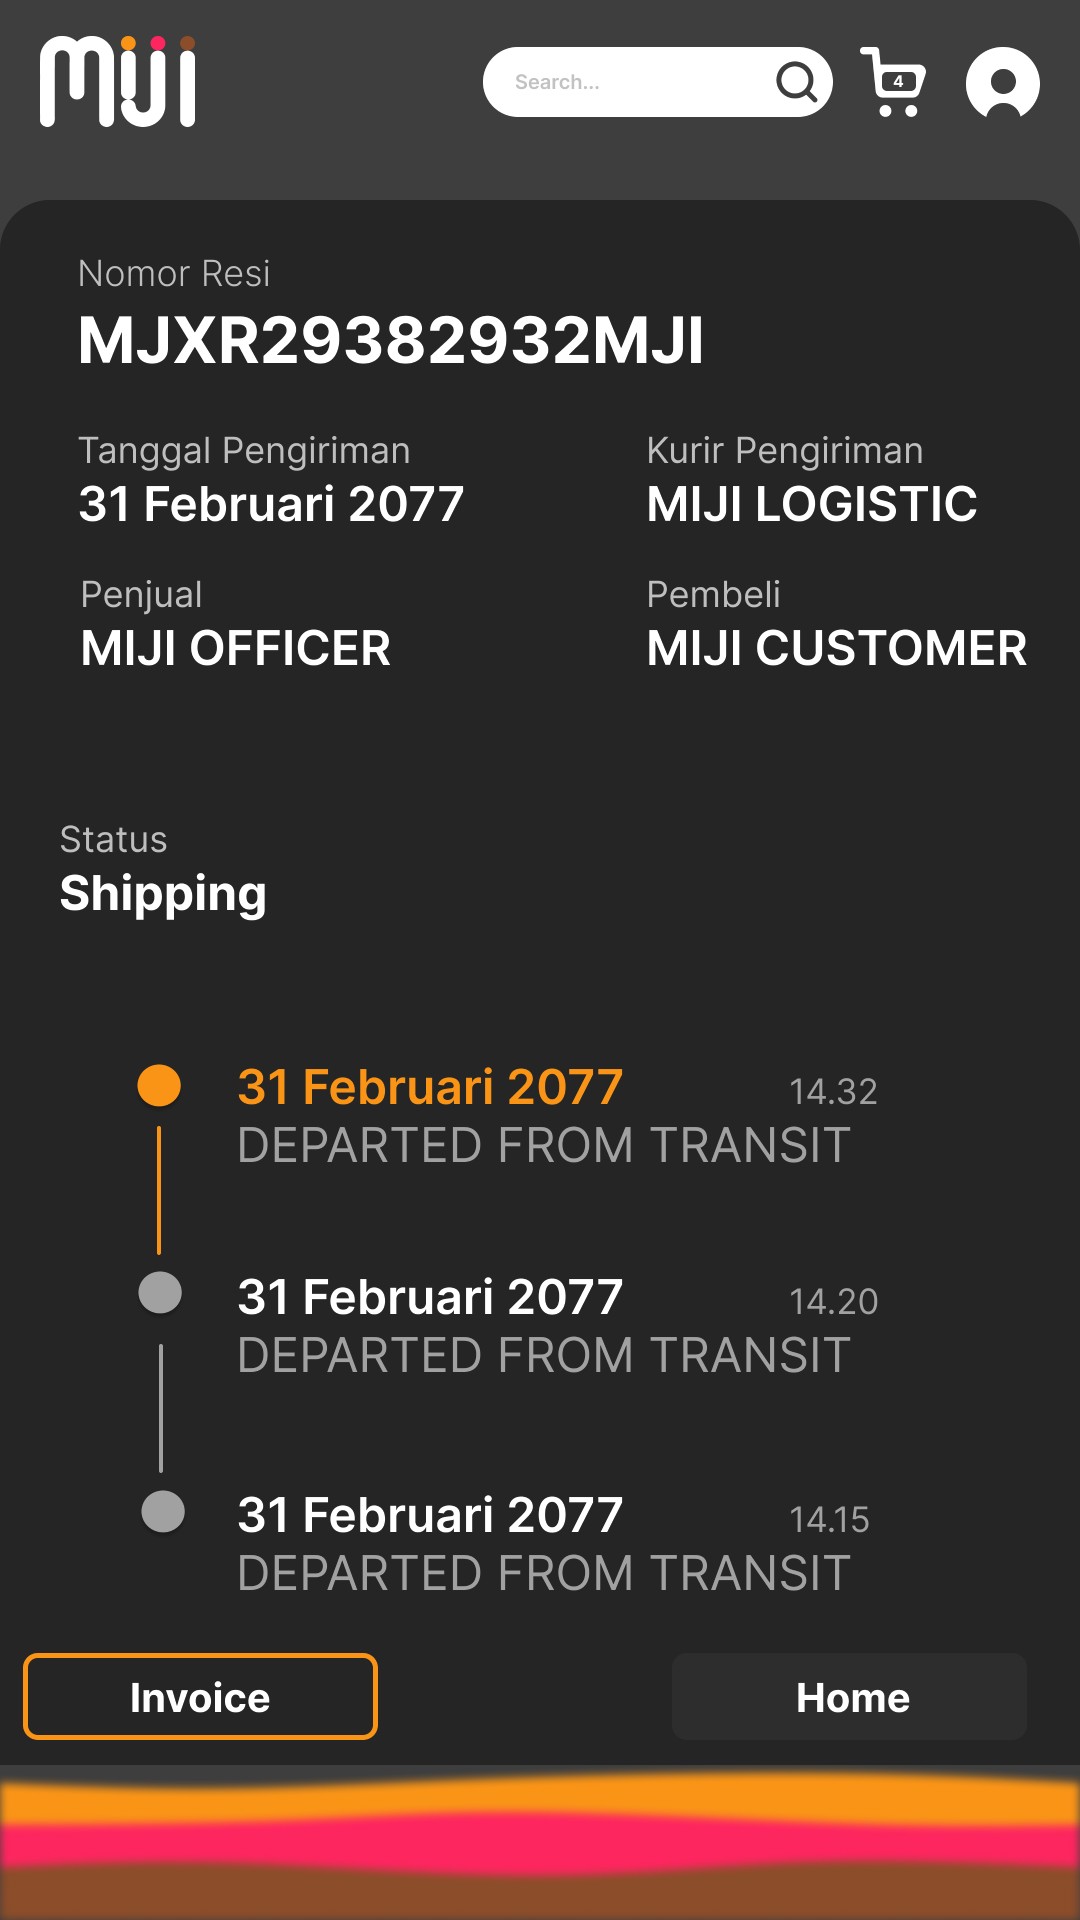 MIJI
Search...
4
Nomor Resi
MJXR29382932MJI
Tanggal Pengiriman
31 Februari 2077
Kurir Pengiriman
MIJI LOGISTIC
Penjual
MIJI OFFICER
Pembeli
MIJI CUSTOMER
Status
Shipping
31 Februari 2077 14.32
DEPARTED FROM TRANSIT
31 Februari 2077 14.20
DEPARTED FROM TRANSIT
31 Februari 2077 14.15
DEPARTED FROM TRANSIT
Invoice
Home